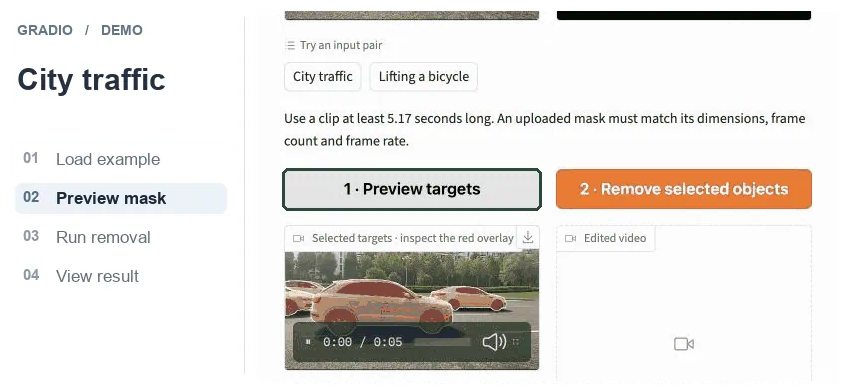 GRADIO / DEMO
City traffic
01 Load example
02 Preview mask
03 Run removal
04 View result
Try an input pair
City traffic
Lifting a bicycle
Use a clip at least 5.17 seconds long. An uploaded mask must match its dimensions, frame
count and frame rate.
1 · Preview targets
2 · Remove selected objects
Selected targets · inspect the red overlay
Edited video
0:00 / 0:05